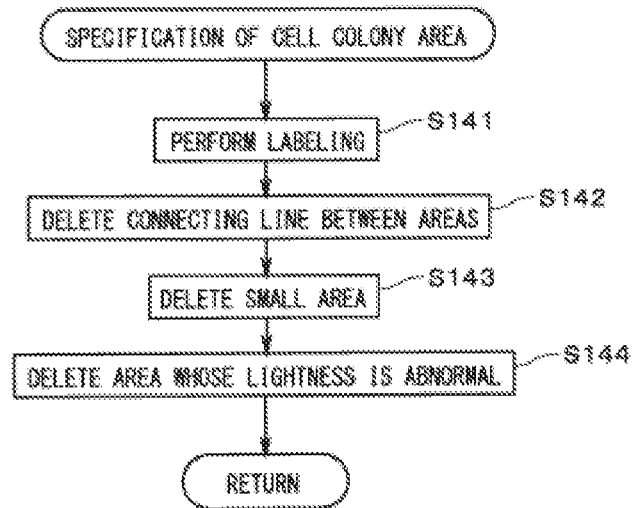 SPECIFICATION OF CELL COLONY AREA
S141
PERFORM LABELING
S142
DELETE CONNECTING LINE BETWEEN AREAS
S143
DELETE SMALL AREA
S144
DELETE AREA WHOSE LIGHTNESS IS ABNORMAL
RETURN